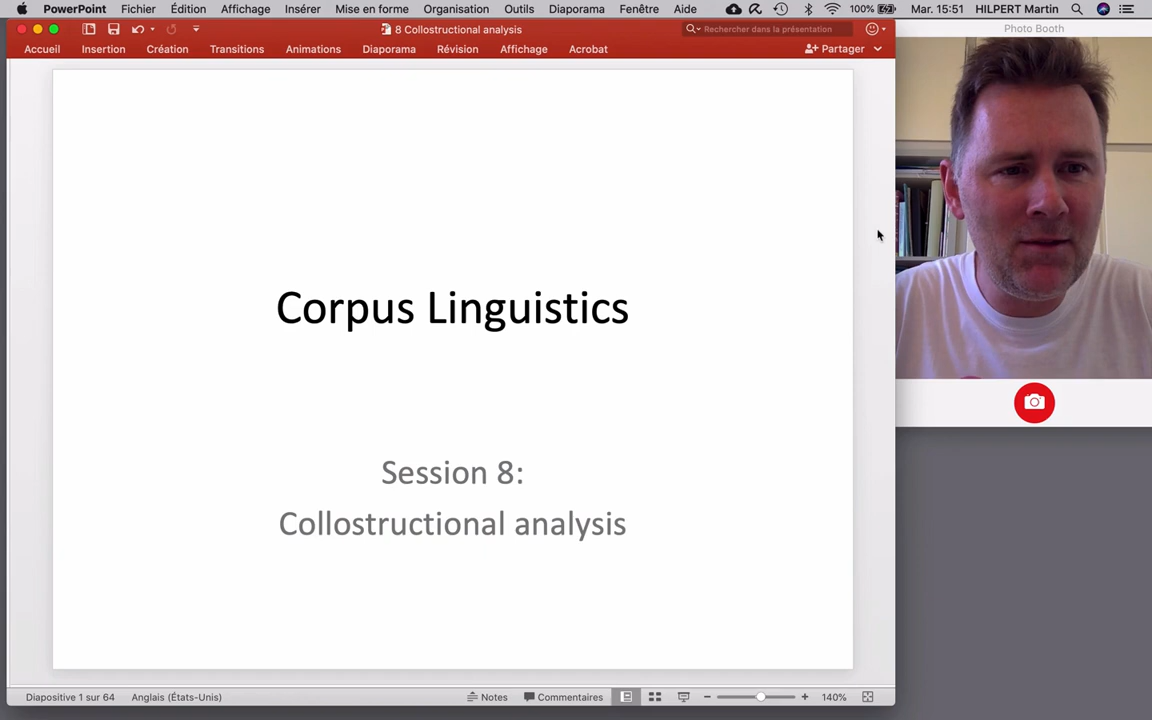 PowerPoint Fichier Édition Affichage Insérer Mise en forme Organisation Outils Diaporama Fenêtre Aide 100% Mar. 15:51 HILPERT Martin
8 Collostructional analysis Rechercher dans la présentation
Photo Booth
Accueil Insertion Création Transitions Animations Diaporama Révision Affichage Acrobat Partager
Corpus Linguistics
Session 8:
Collostructional analysis
Diapositive 1 sur 64 Anglais (États-Unis) Notes Commentaires 140%